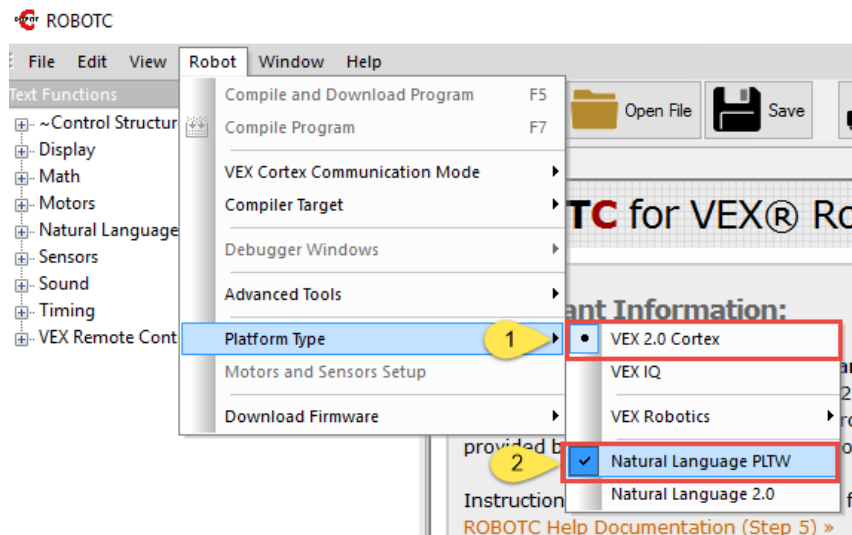 ROBOTC
File Edit View Robot Window Help
Text Functions
~Control Structur
Display
Math
Motors
Natural Language
Sensors
Sound
Timing
VEX Remote Cont
Compile and Download Program F5
Compile Program F7
VEX Cortex Communication Mode
Compiler Target
Debugger Windows
Advanced Tools
Platform Type
Motors and Sensors Setup
Download Firmware
Open File
Save
TC for VEX® Ro
ant Information:
1
VEX 2.0 Cortex
VEX IQ
VEX Robotics
2
Natural Language PLTW
Natural Language 2.0
provided b
Instruction
ROBOTC Help Documentation (Step 5) »